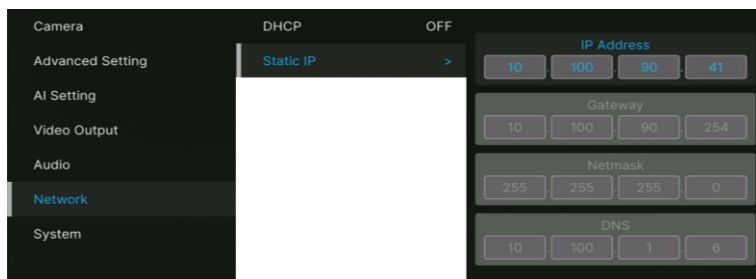 Camera
Advanced Setting
AI Setting
Video Output
Audio
Network
System
DHCP OFF
Static IP >
IP Address
10 . 100 . 90 . 41
Gateway
10 . 100 . 90 . 254
Netmask
255 . 255 . 255 . 0
DNS
10 . 100 . 1 . 6